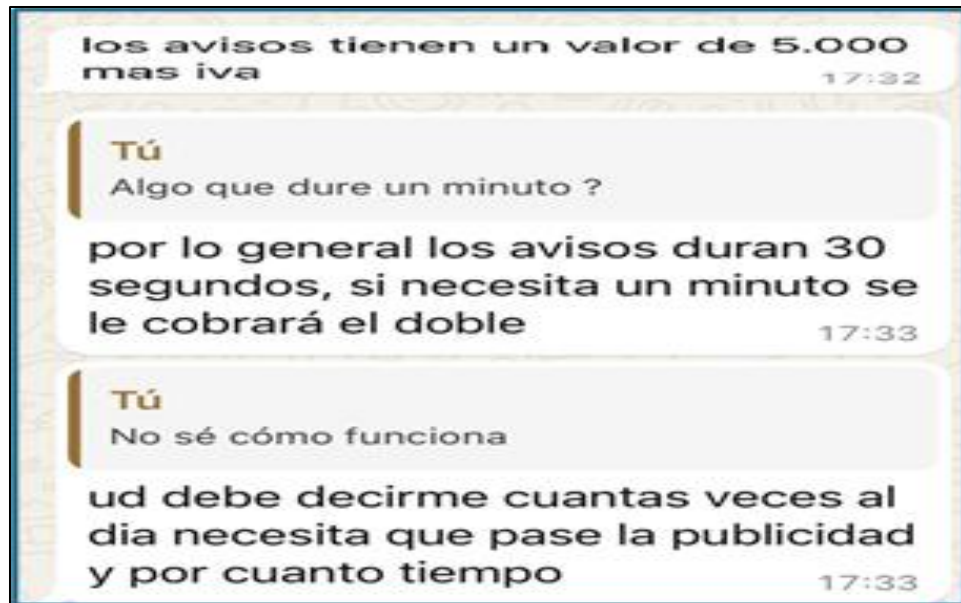 los avisos tienen un valor de 5.000
mas iva
17:32
Tú
Algo que dure un minuto ?
por lo general los avisos duran 30
segundos, si necesita un minuto se
le cobrará el doble
17:33
Tú
No sé cómo funciona
ud debe decirme cuantas veces al
dia necesita que pase la publicidad
y por cuanto tiempo
17:33